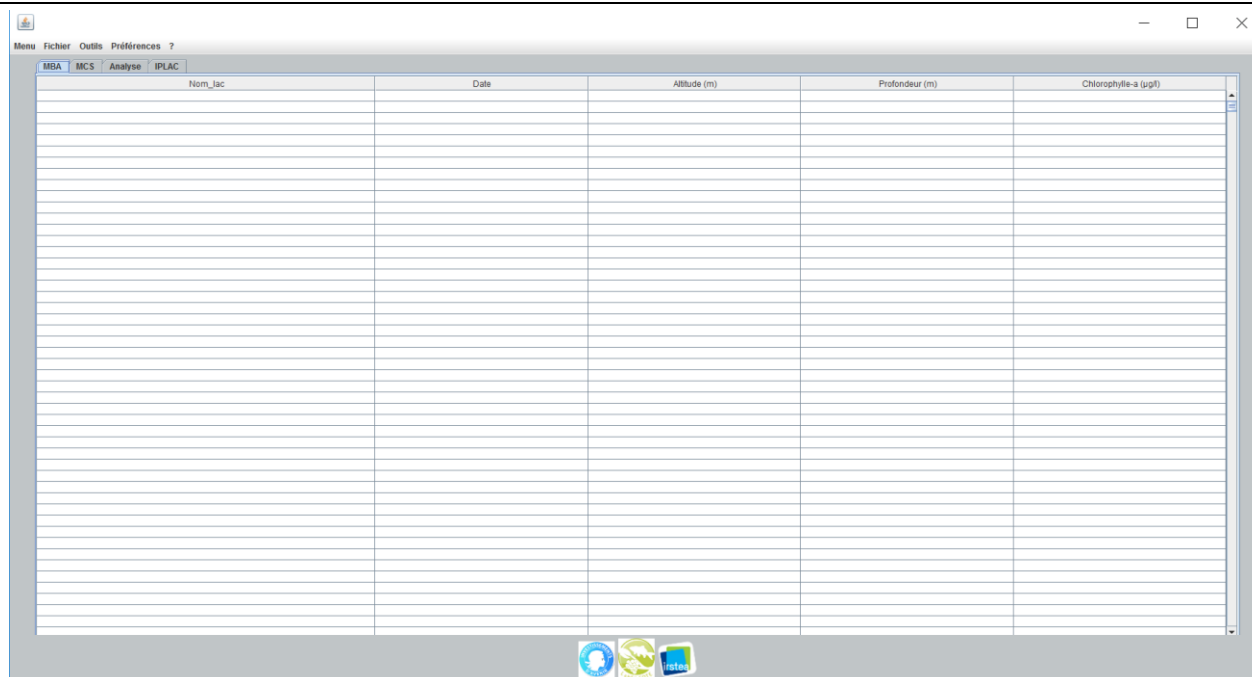 Menu Fichier Outils Préférences ?
MBA MCS Analyse IPLAC
Nom_lac Date Altitude (m) Profondeur (m) Chlorophylle-a (µg/l)
irstea